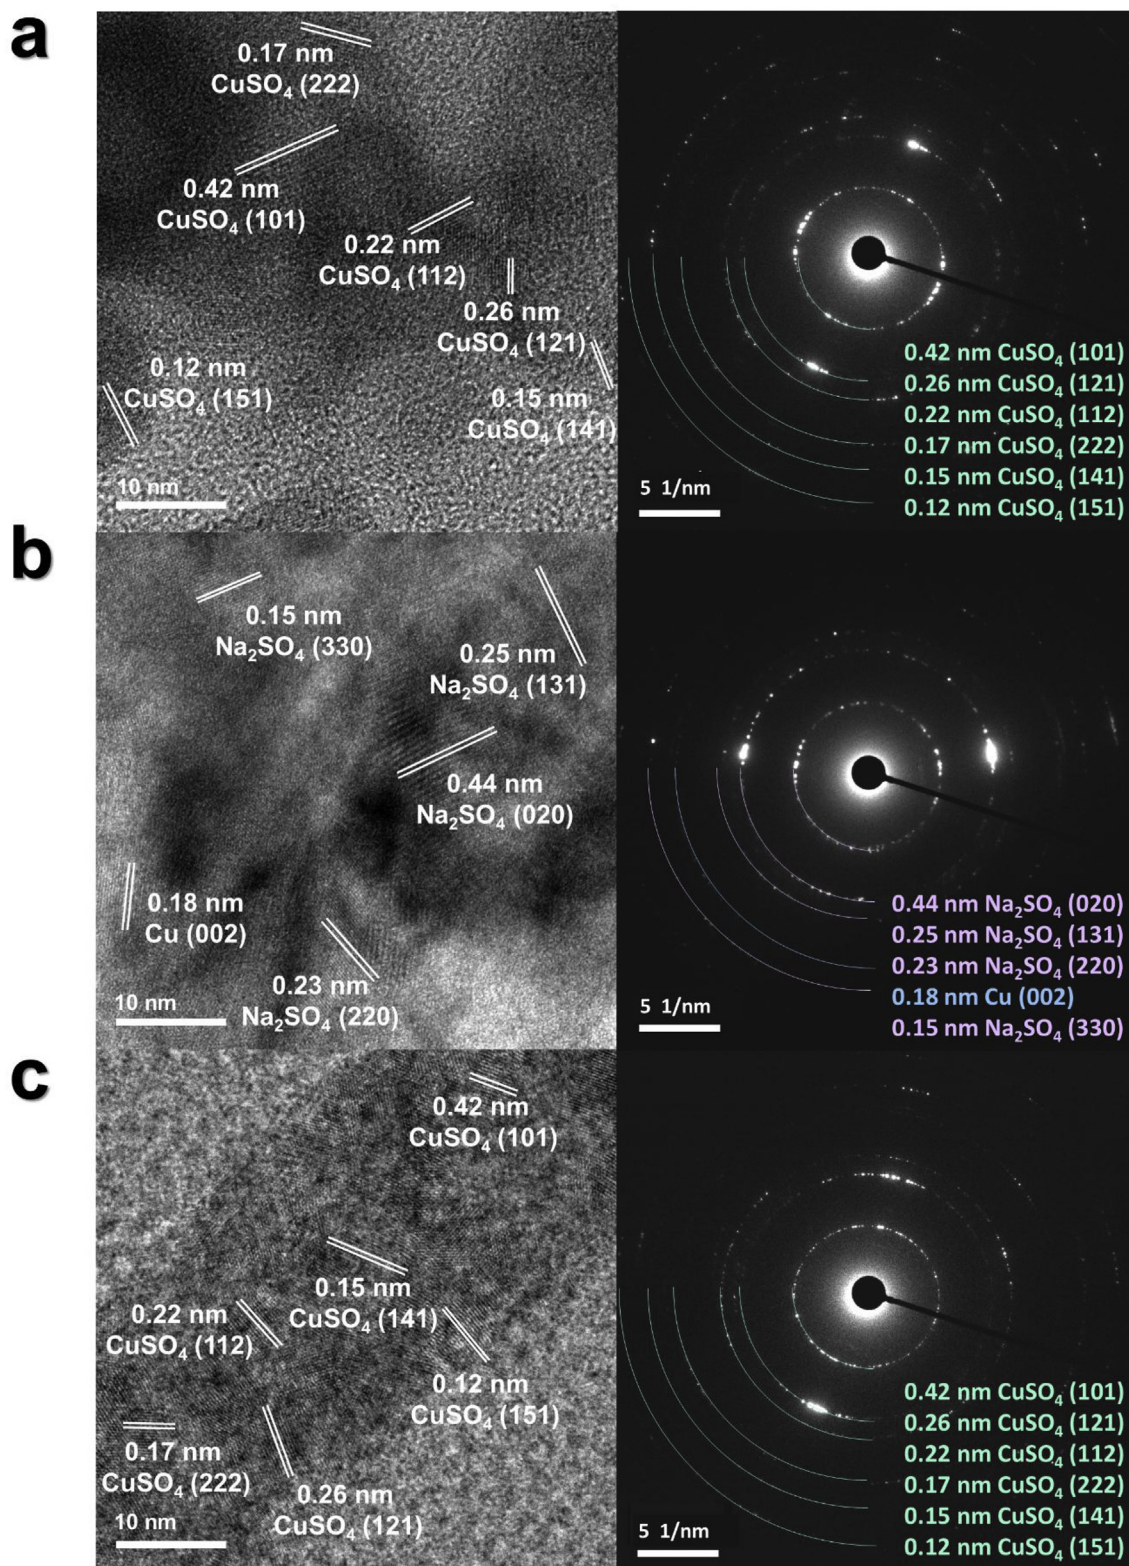 a
0.17 nm
CuSO₄ (222)
0.42 nm
CuSO₄ (101)
0.22 nm
CuSO₄ (112)
0.26 nm
CuSO₄ (121)
0.12 nm
CuSO₄ (151)
0.15 nm
CuSO₄ (141)
10 nm
0.42 nm CuSO₄ (101)
0.26 nm CuSO₄ (121)
0.22 nm CuSO₄ (112)
0.17 nm CuSO₄ (222)
0.15 nm CuSO₄ (141)
0.12 nm CuSO₄ (151)
5 1/nm
b
0.15 nm
Na₂SO₄ (330)
0.25 nm
Na₂SO₄ (131)
0.44 nm
Na₂SO₄ (020)
0.18 nm
Cu (002)
0.23 nm
Na₂SO₄ (220)
10 nm
0.44 nm Na₂SO₄ (020)
0.25 nm Na₂SO₄ (131)
0.23 nm Na₂SO₄ (220)
0.18 nm Cu (002)
0.15 nm Na₂SO₄ (330)
5 1/nm
c
0.42 nm
CuSO₄ (101)
0.15 nm
CuSO₄ (141)
0.22 nm
CuSO₄ (112)
0.12 nm
CuSO₄ (151)
0.17 nm
CuSO₄ (222)
0.26 nm
CuSO₄ (121)
10 nm
0.42 nm CuSO₄ (101)
0.26 nm CuSO₄ (121)
0.22 nm CuSO₄ (112)
0.17 nm CuSO₄ (222)
0.15 nm CuSO₄ (141)
0.12 nm CuSO₄ (151)
5 1/nm